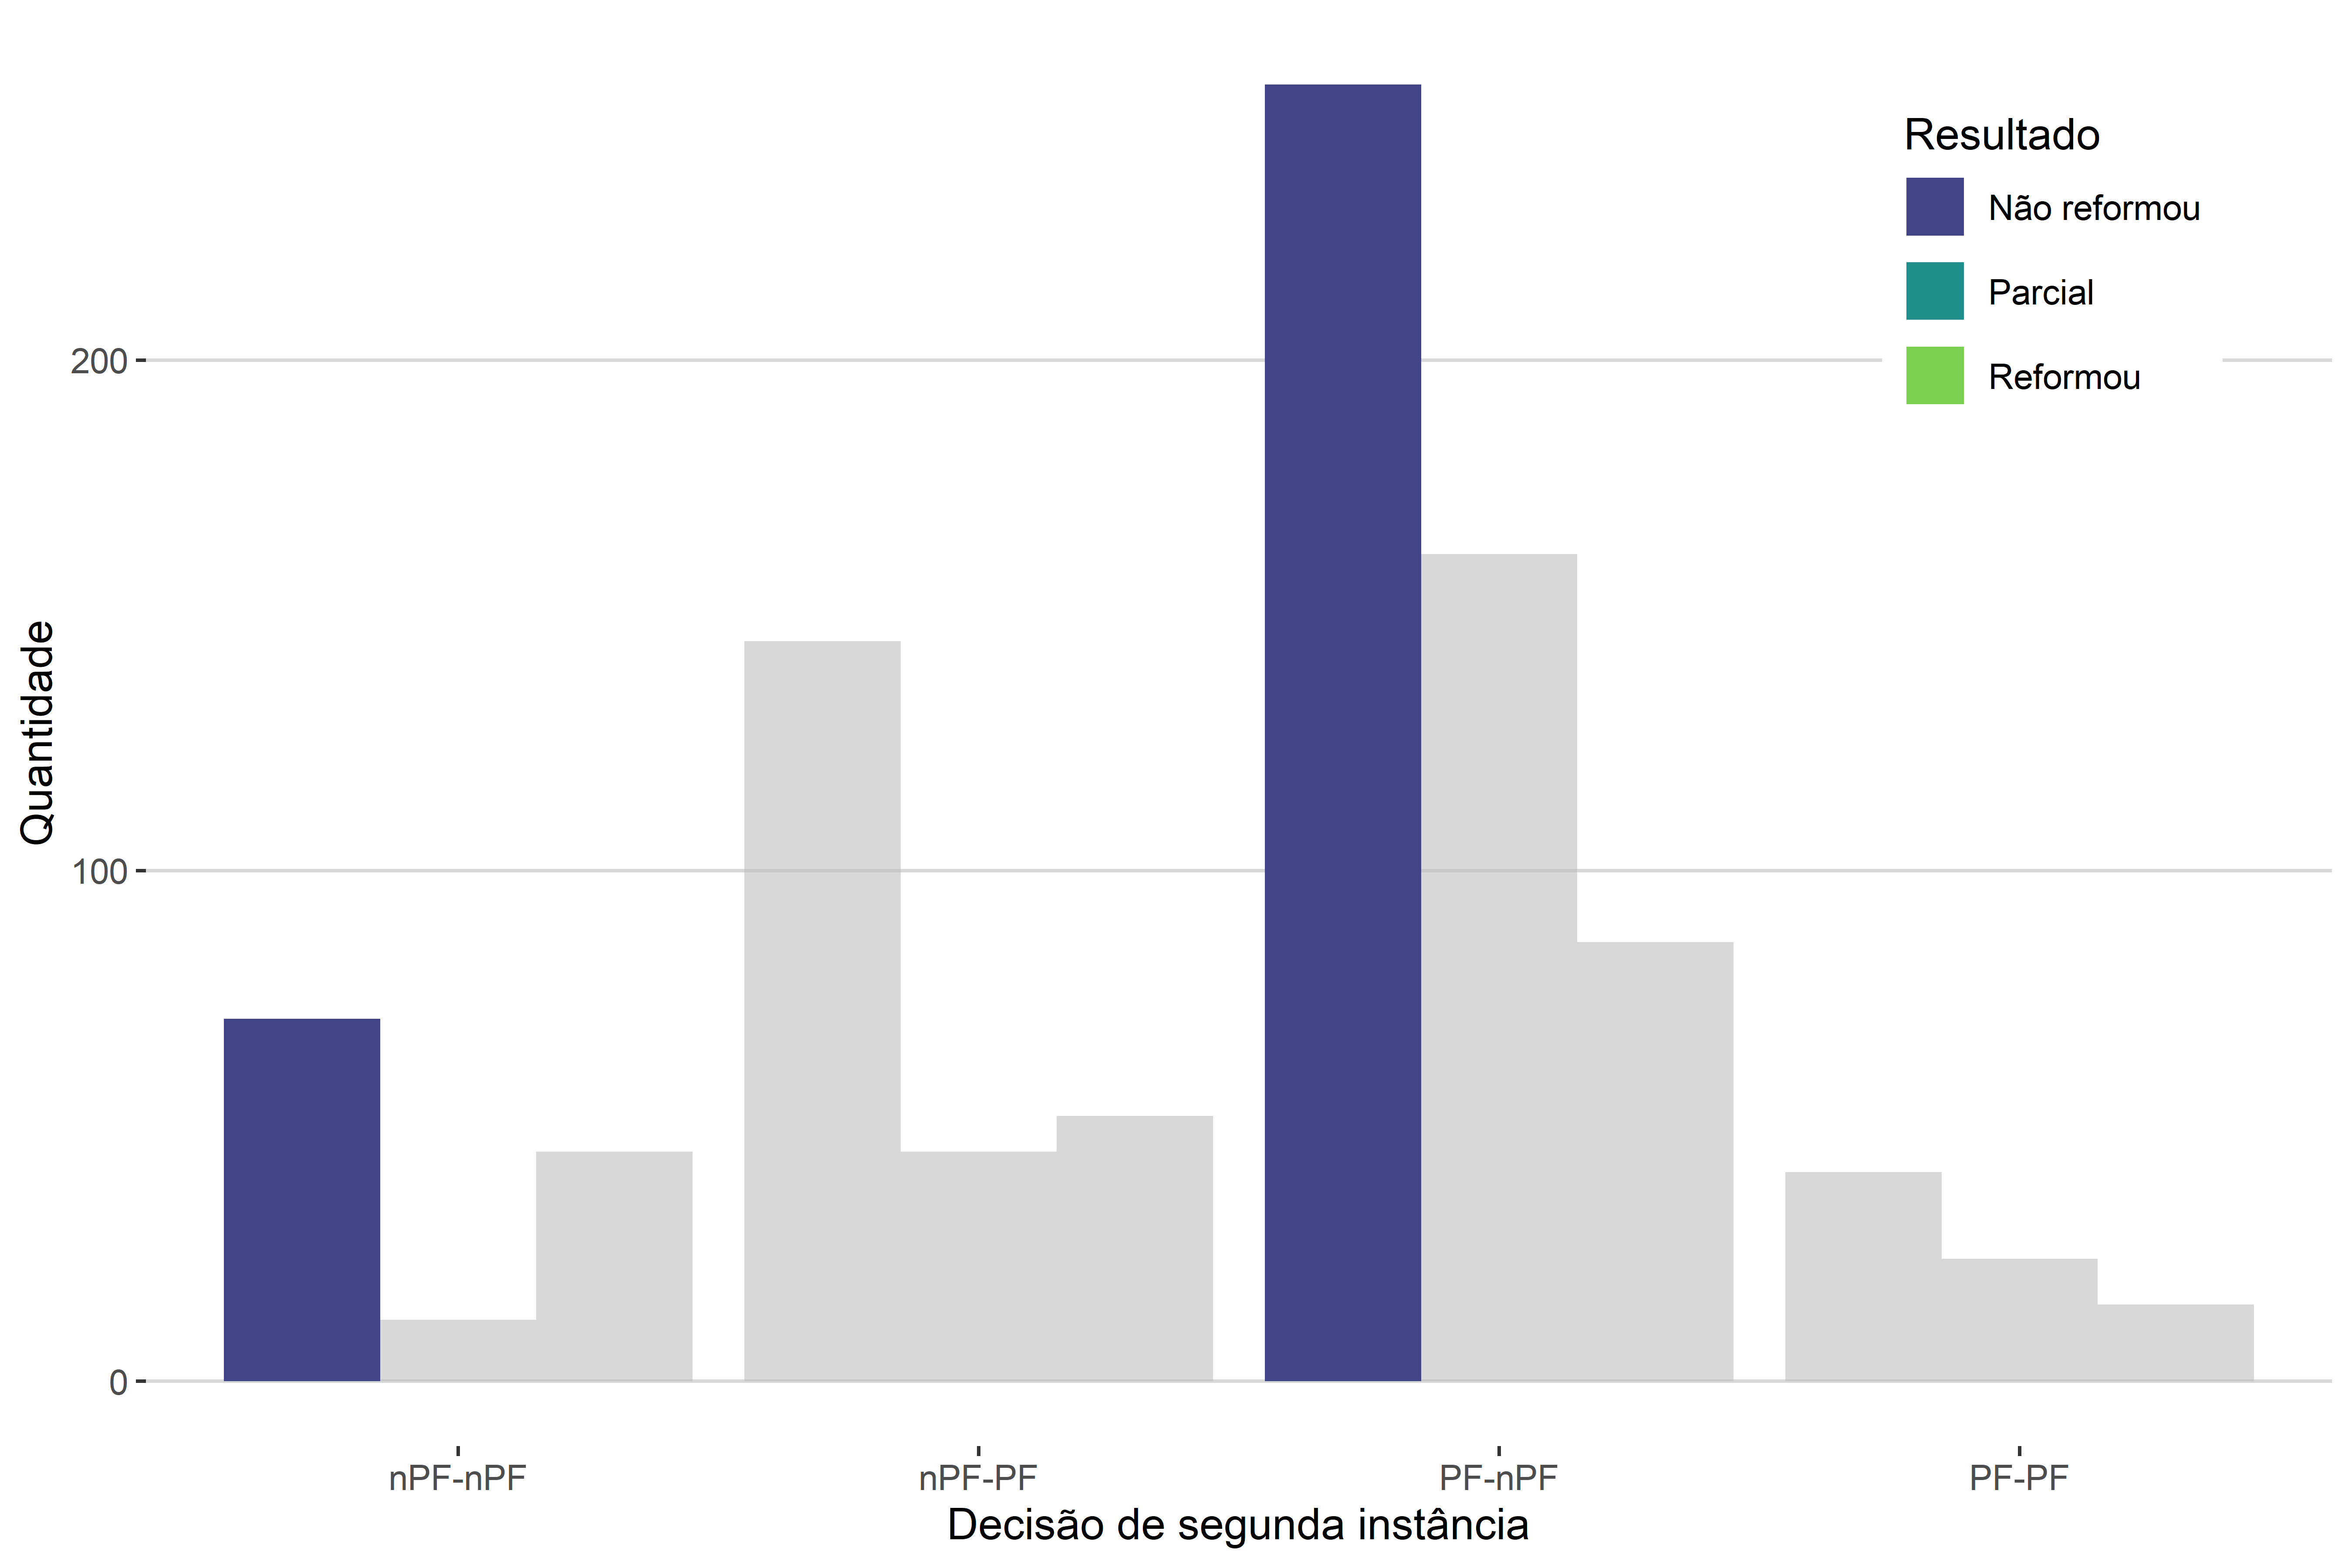 Resultado
Não reformou
Parcial
Reformou
200
100
0
Quantidade
nPF-nPF
nPF-PF
PF-nPF
PF-PF
Decisão de segunda instância